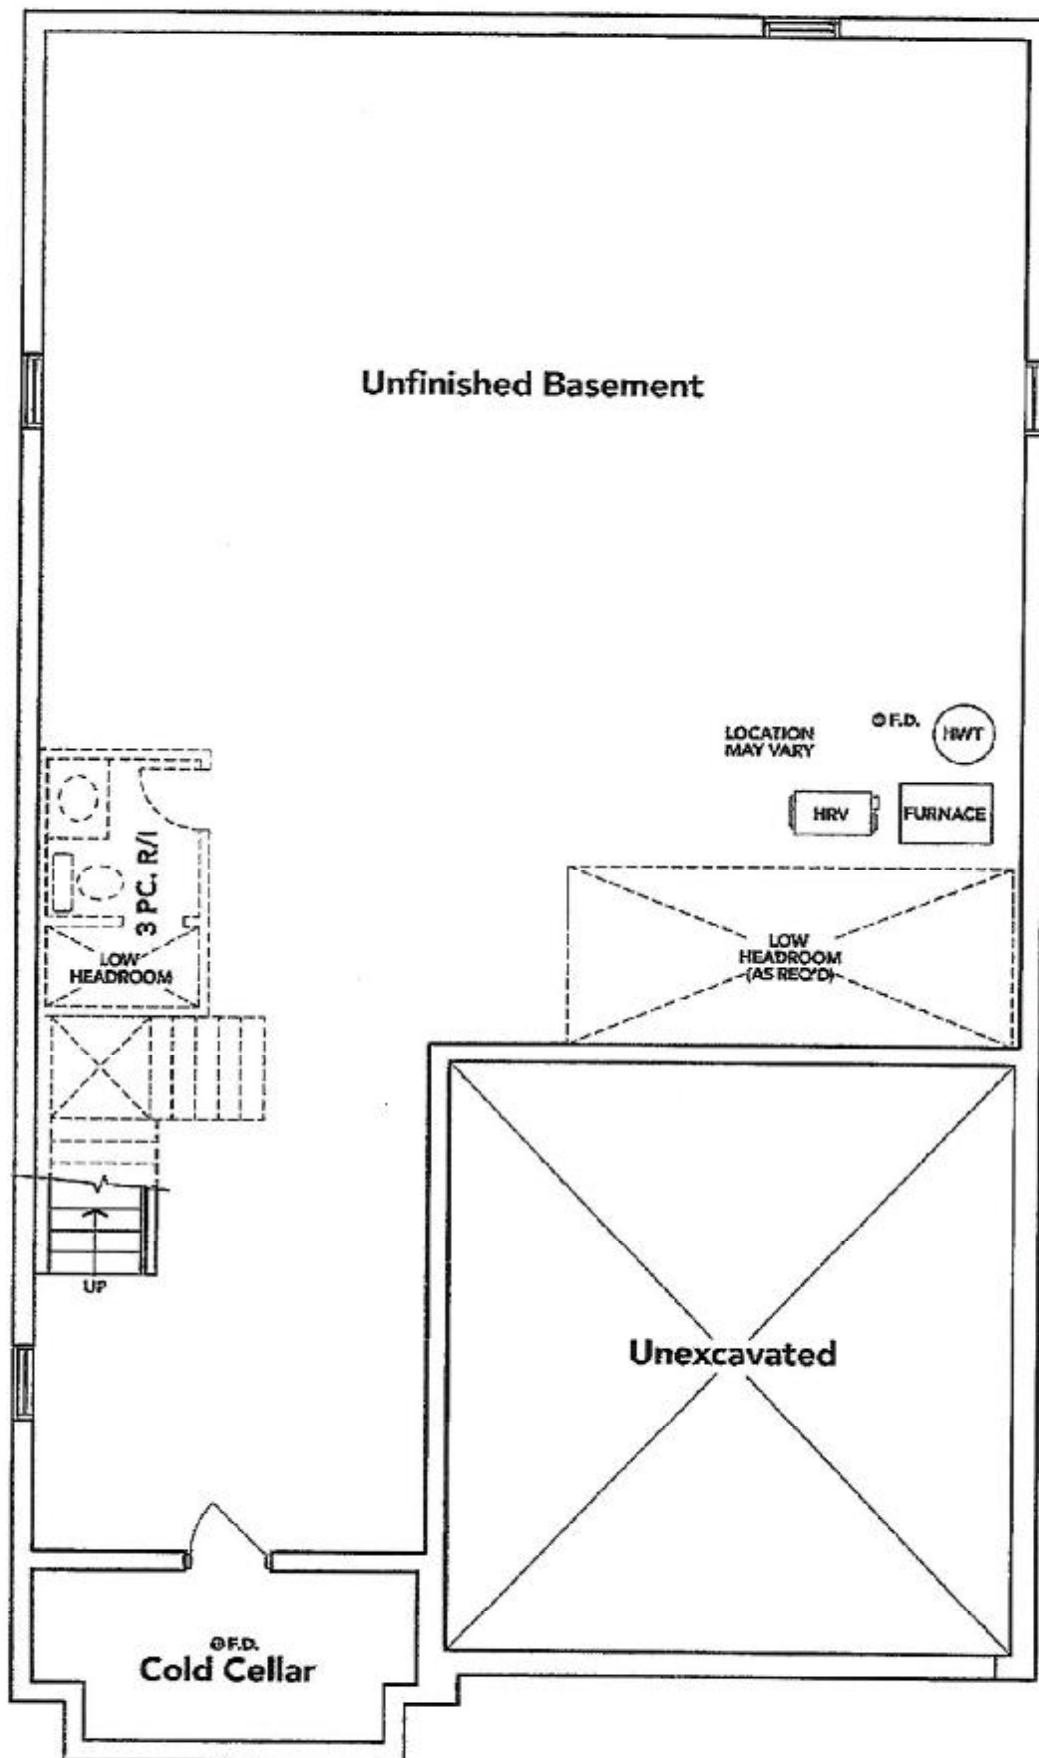 Unfinished Basement
F.D.
HWT
LOCATION
MAY VARY
HRV
FURNACE
3 PC. R/I
LOW
HEADROOM
LOW
HEADROOM
(AS REQ'D)
UP
Unexcavated
F.D.
Cold Cellar